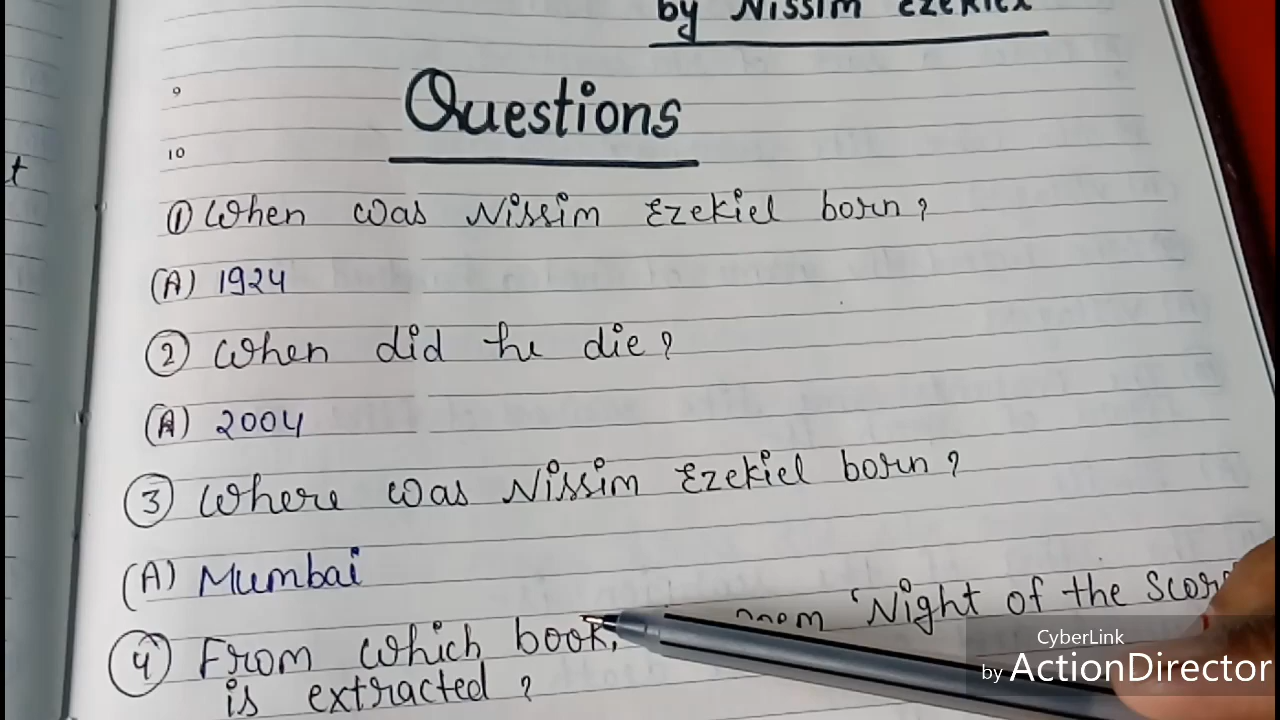 by Nissim Ezekiel
9
Questions
10
t
① When was Nissim Ezekiel born?
(A) 1924
② When did he die?
(A) 2004
③ Where was Nissim Ezekiel born?
(A) Mumbai
④ From which book, 'Night of the Scor
is extracted?
CyberLink
by ActionDirector